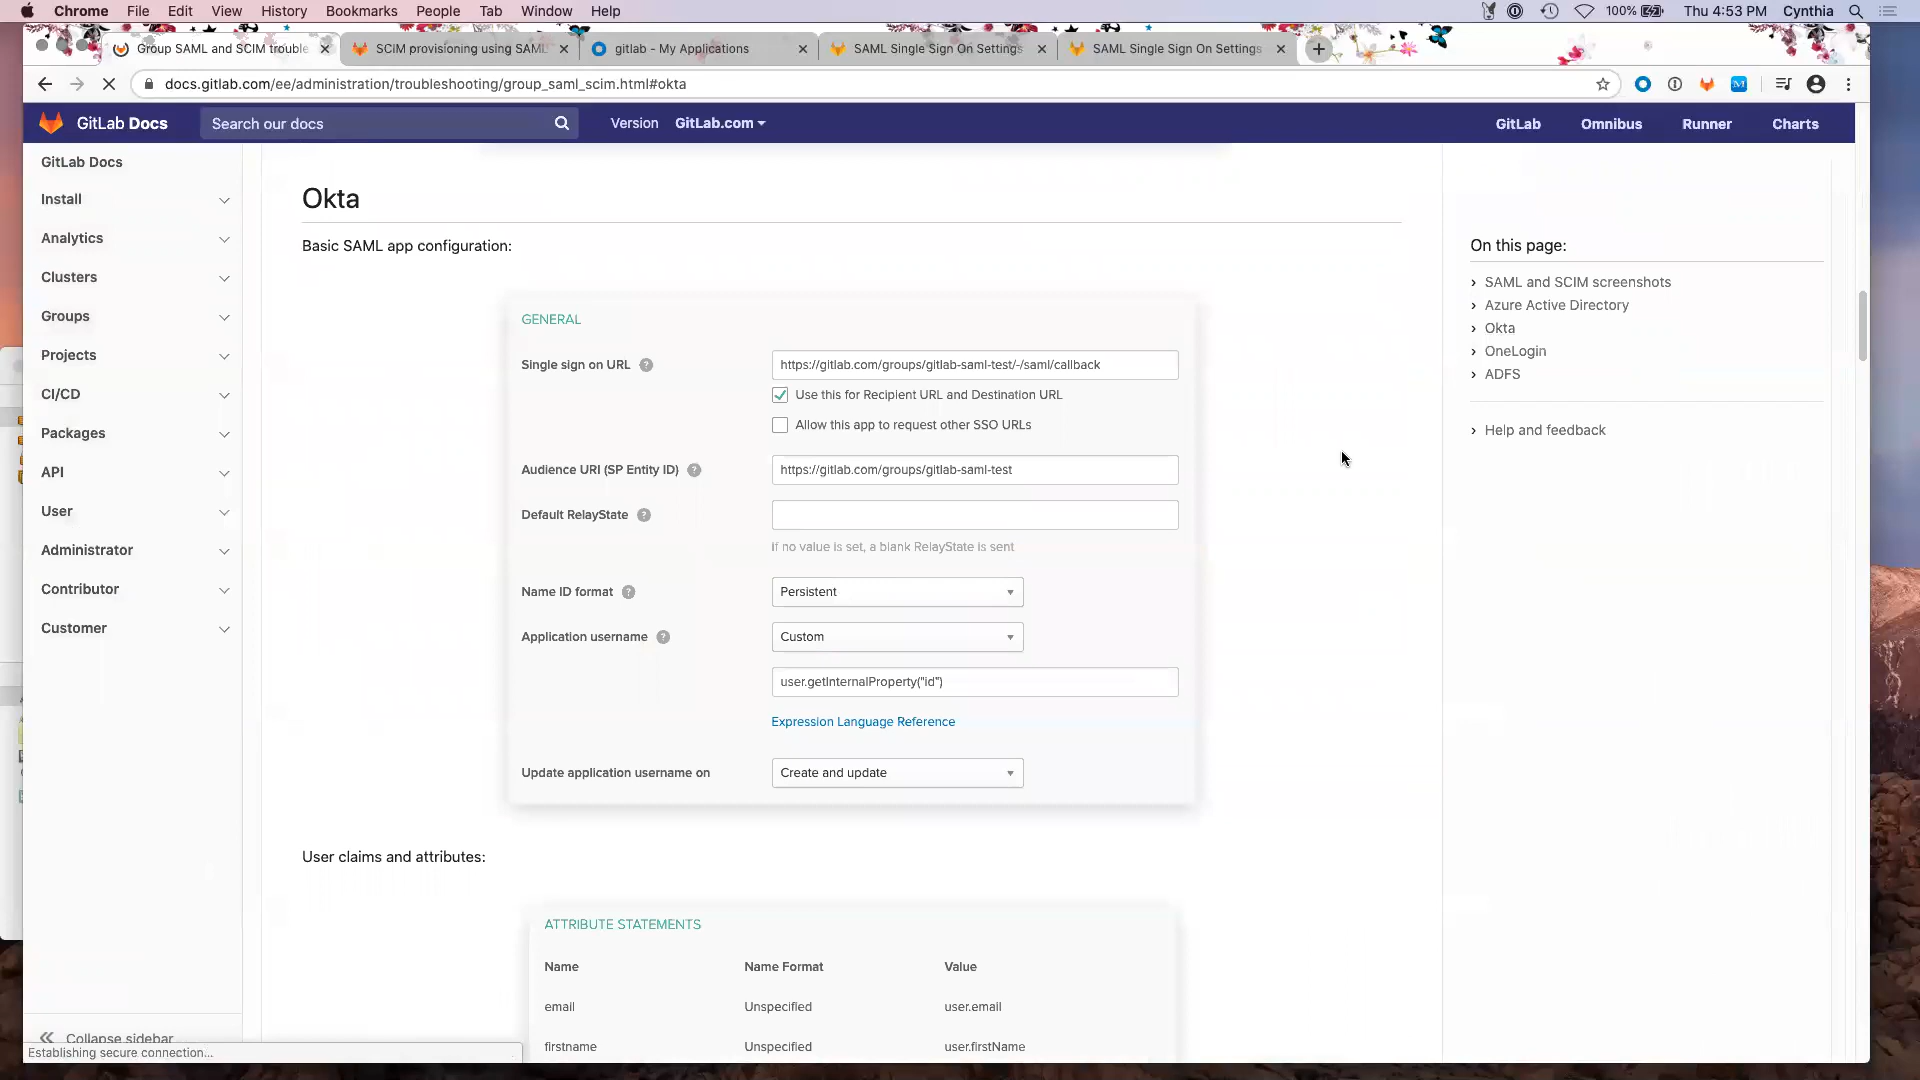 Chrome File Edit View History Bookmarks People Tab Window Help 100% Thu 4:53 PM Cynthia
Group SAML and SCIM trouble SCiM provisioning using SAML gitlab - My Applications SAML Single Sign On Settings SAML Single Sign On Settings
docs.gitlab.com/ee/administration/troubleshooting/group_saml_scim.html#okta
GitLab Docs Search our docs Version GitLab.com GitLab Omnibus Runner Charts
GitLab Docs
Install
Analytics
Clusters
Groups
Projects
CI/CD
Packages
API
User
Administrator
Contributor
Customer
Collapse sidebar
Establishing secure connection...
Okta
Basic SAML app configuration:
GENERAL
Single sign on URL ? https://gitlab.com/groups/gitlab-saml-test/-/saml/callback
Use this for Recipient URL and Destination URL
Allow this app to request other SSO URLs
Audience URI (SP Entity ID) ? https://gitlab.com/groups/gitlab-saml-test
Default RelayState ?
If no value is set, a blank RelayState is sent
Name ID format ? Persistent
Application username ? Custom
user.getInternalProperty("id")
Expression Language Reference
Update application username on Create and update
User claims and attributes:
ATTRIBUTE STATEMENTS
Name Name Format Value
email Unspecified user.email
firstname Unspecified user.firstName
On this page:
SAML and SCIM screenshots
Azure Active Directory
Okta
OneLogin
ADFS
Help and feedback